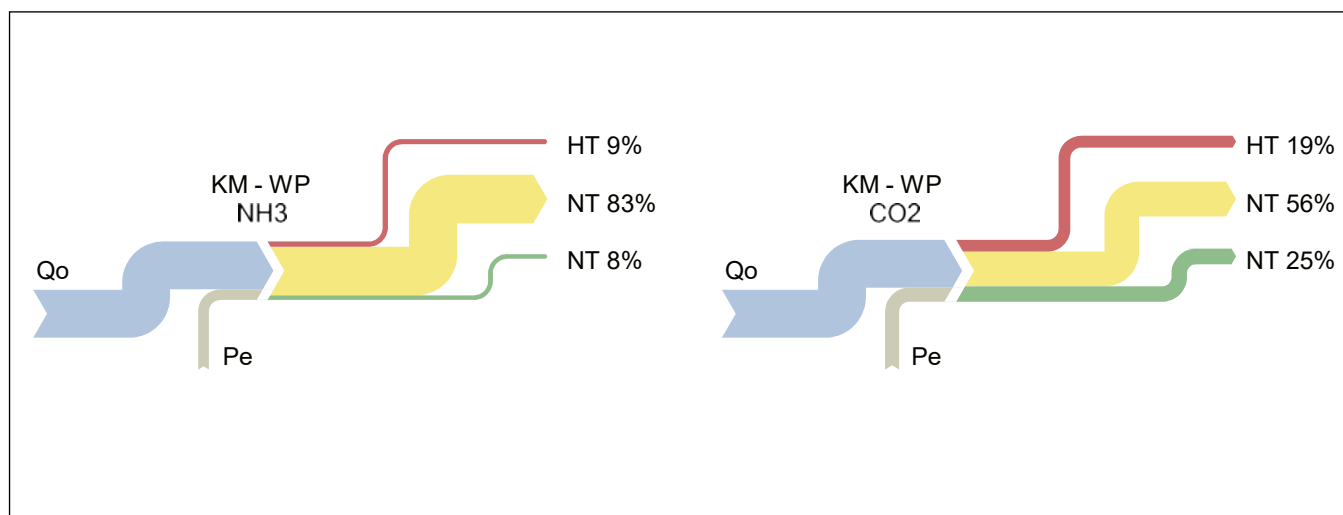 KM - WP
NH3
Qo
Pe
HT 9%
NT 83%
NT 8%
KM - WP
CO2
Qo
Pe
HT 19%
NT 56%
NT 25%